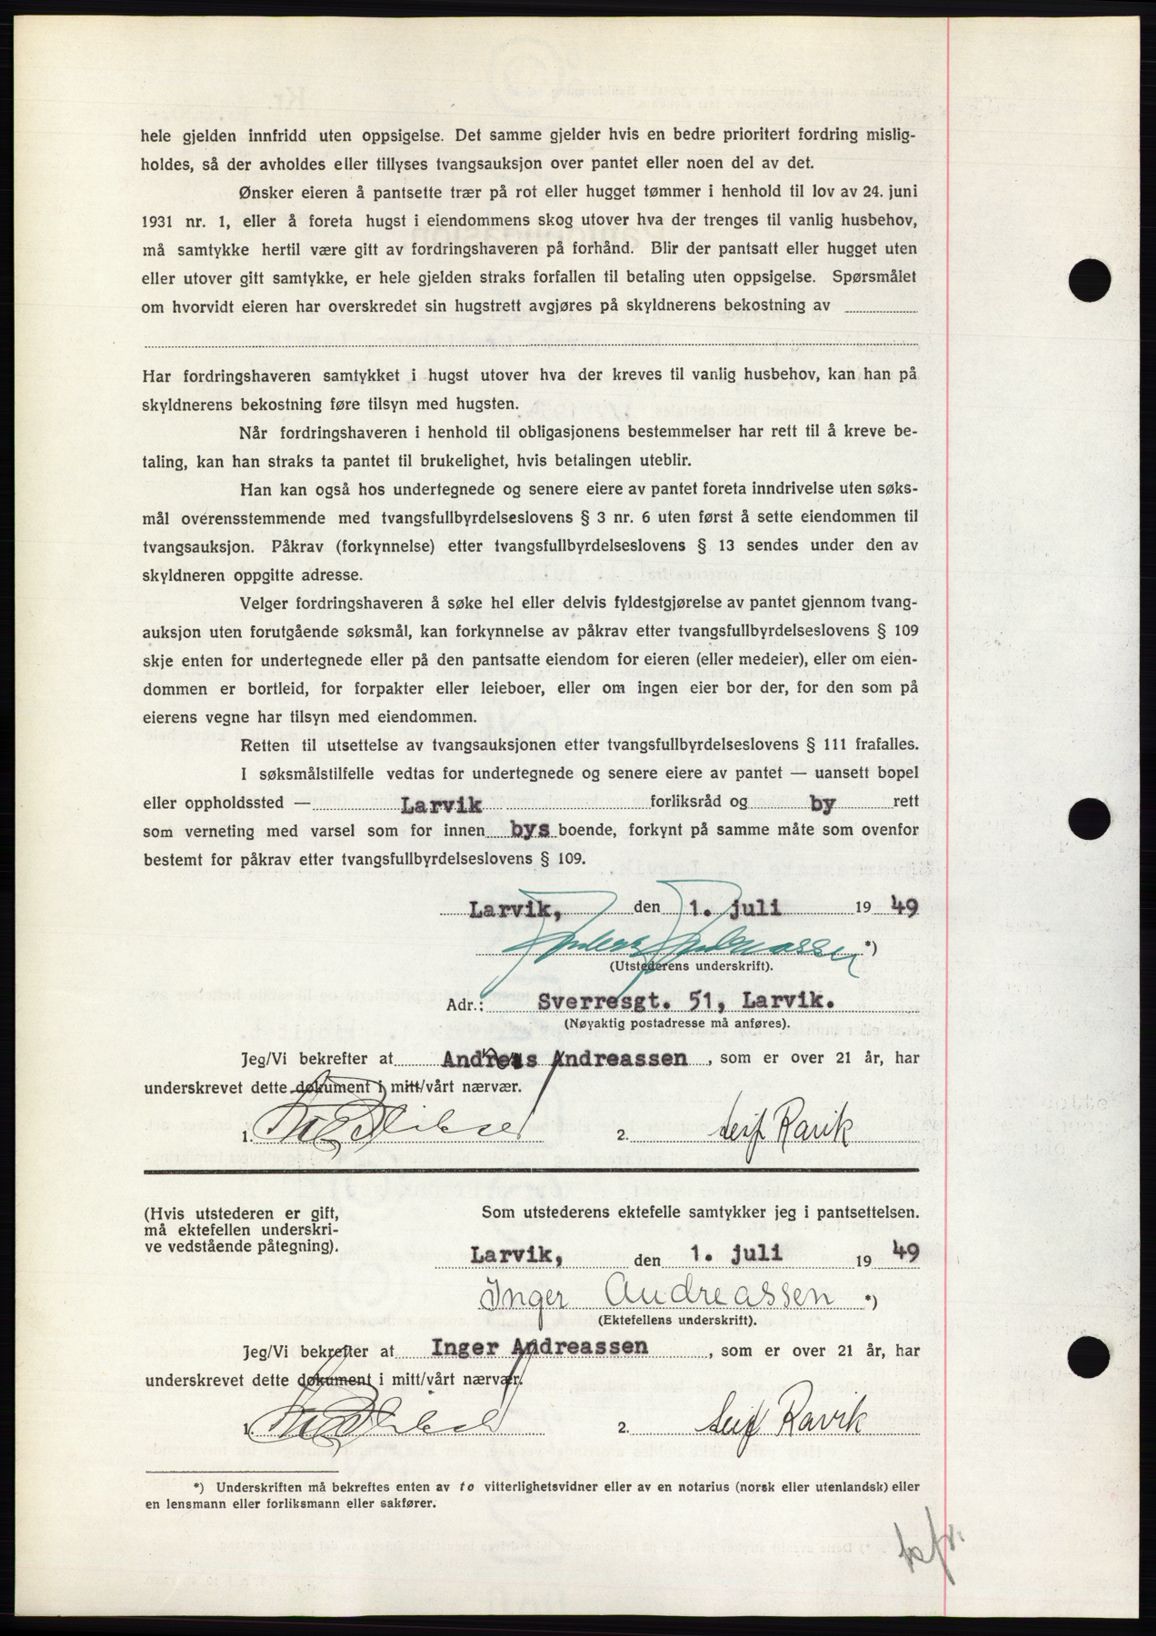 hele gjelden innfridd uten oppsigelse. Det samme gjelder hvis en bedre prioritert fordring mislig-
holdes, så der avholdes eller tillyses tvangsauksjon over pantet eller noen del av det.
Ønsker eieren å pantsette trær på rot eller hugget tømmer i henhold til lov av 24. juni
1931 nr. 1, eller å foreta hugst i eiendommens skog utover hva der trenges til vanlig husbehov,
må samtykke hertil være gitt av fordringshaveren på forhånd. Blir der pantsatt eller hugget uten
eller utover gitt samtykke, er hele gjelden straks forfallen til betaling uten oppsigelse. Spørsmålet
om hvorvidt eieren har overskredet sin hugstrett avgjøres på skyldnerens bekostning av
Har fordringshaveren samtykket i hugst utover hva der kreves til vanlig husbehov, kan han på
skyldnerens bekostning føre tilsyn med hugsten.
Når fordringshaveren i henhold til obligasjonens bestemmelser har rett til å kreve be-
taling, kan han straks ta pantet til brukelighet, hvis betalingen uteblir.
Han kan også hos undertegnede og senere eiere av pantet foreta inndrivelse uten søks-
mål overensstemmende med tvangsfullbyrdelseslovens § 3 nr. 6 uten først å sette eiendommen til
tvangsauksjon. Påkrav (forkynnelse) etter tvangsfullbyrdelseslovens § 13 sendes under den av
skyldneren oppgitte adresse.
Velger fordringshaveren å søke hel eller delvis fyldestgjørelse av pantet gjennom tvang-
auksjon uten forutgående søksmål, kan forkynnelse av påkrav etter tvangsfullbyrdelseslovens § 109
skje enten for undertegnede eller på den pantsatte eiendom for eieren (eller medeier), eller om eien-
dommen er bortleid, for forpakter eller leieboer, eller om ingen eier bor der, for den som på
eierens vegne har tilsyn med eiendommen.
Retten til utsettelse av tvangsauksjonen etter tvangsfullbyrdelseslovens § 111 frafalles.
I søksmålstilfelle vedtas for undertegnede og senere eiere av pantet — uansett bopel
eller oppholdssted — Larvik forliksråd og by rett
som verneting med varsel som for innen bys boende, forkynt på samme måte som ovenfor
bestemt for påkrav etter tvangsfullbyrdelseslovens § 109.
Larvik, den 1. juli 19 49
Andreassen *)
(Utstederens underskrift).
Adr.: Sverresgt. 51, Larvik.
(Nøyaktig postadresse må anføres).
Jeg/Vi bekrefter at Andreas Andreassen , som er over 21 år, har
underskrevet dette dokument i mitt/vårt nærvær.
1. 2. Leif Ravik
(Hvis utstederen er gift, Som utstederens ektefelle samtykker jeg i pantsettelsen.
må ektefellen underskri-
ve vedstående påtegning).
Larvik, den 1. juli 19 49
Inger Andreassen *)
(Ektefellens underskrift).
Jeg/Vi bekrefter at Inger Andreassen , som er over 21 år, har
underskrevet dette dokument i mitt/vårt nærvær.
1. 2. Leif Ravik
*) Underskriften må bekreftes enten av to vitterlighetsvidner eller av en notarius (norsk eller utenlandsk) eller
en lensmann eller forliksmann eller sakfører.